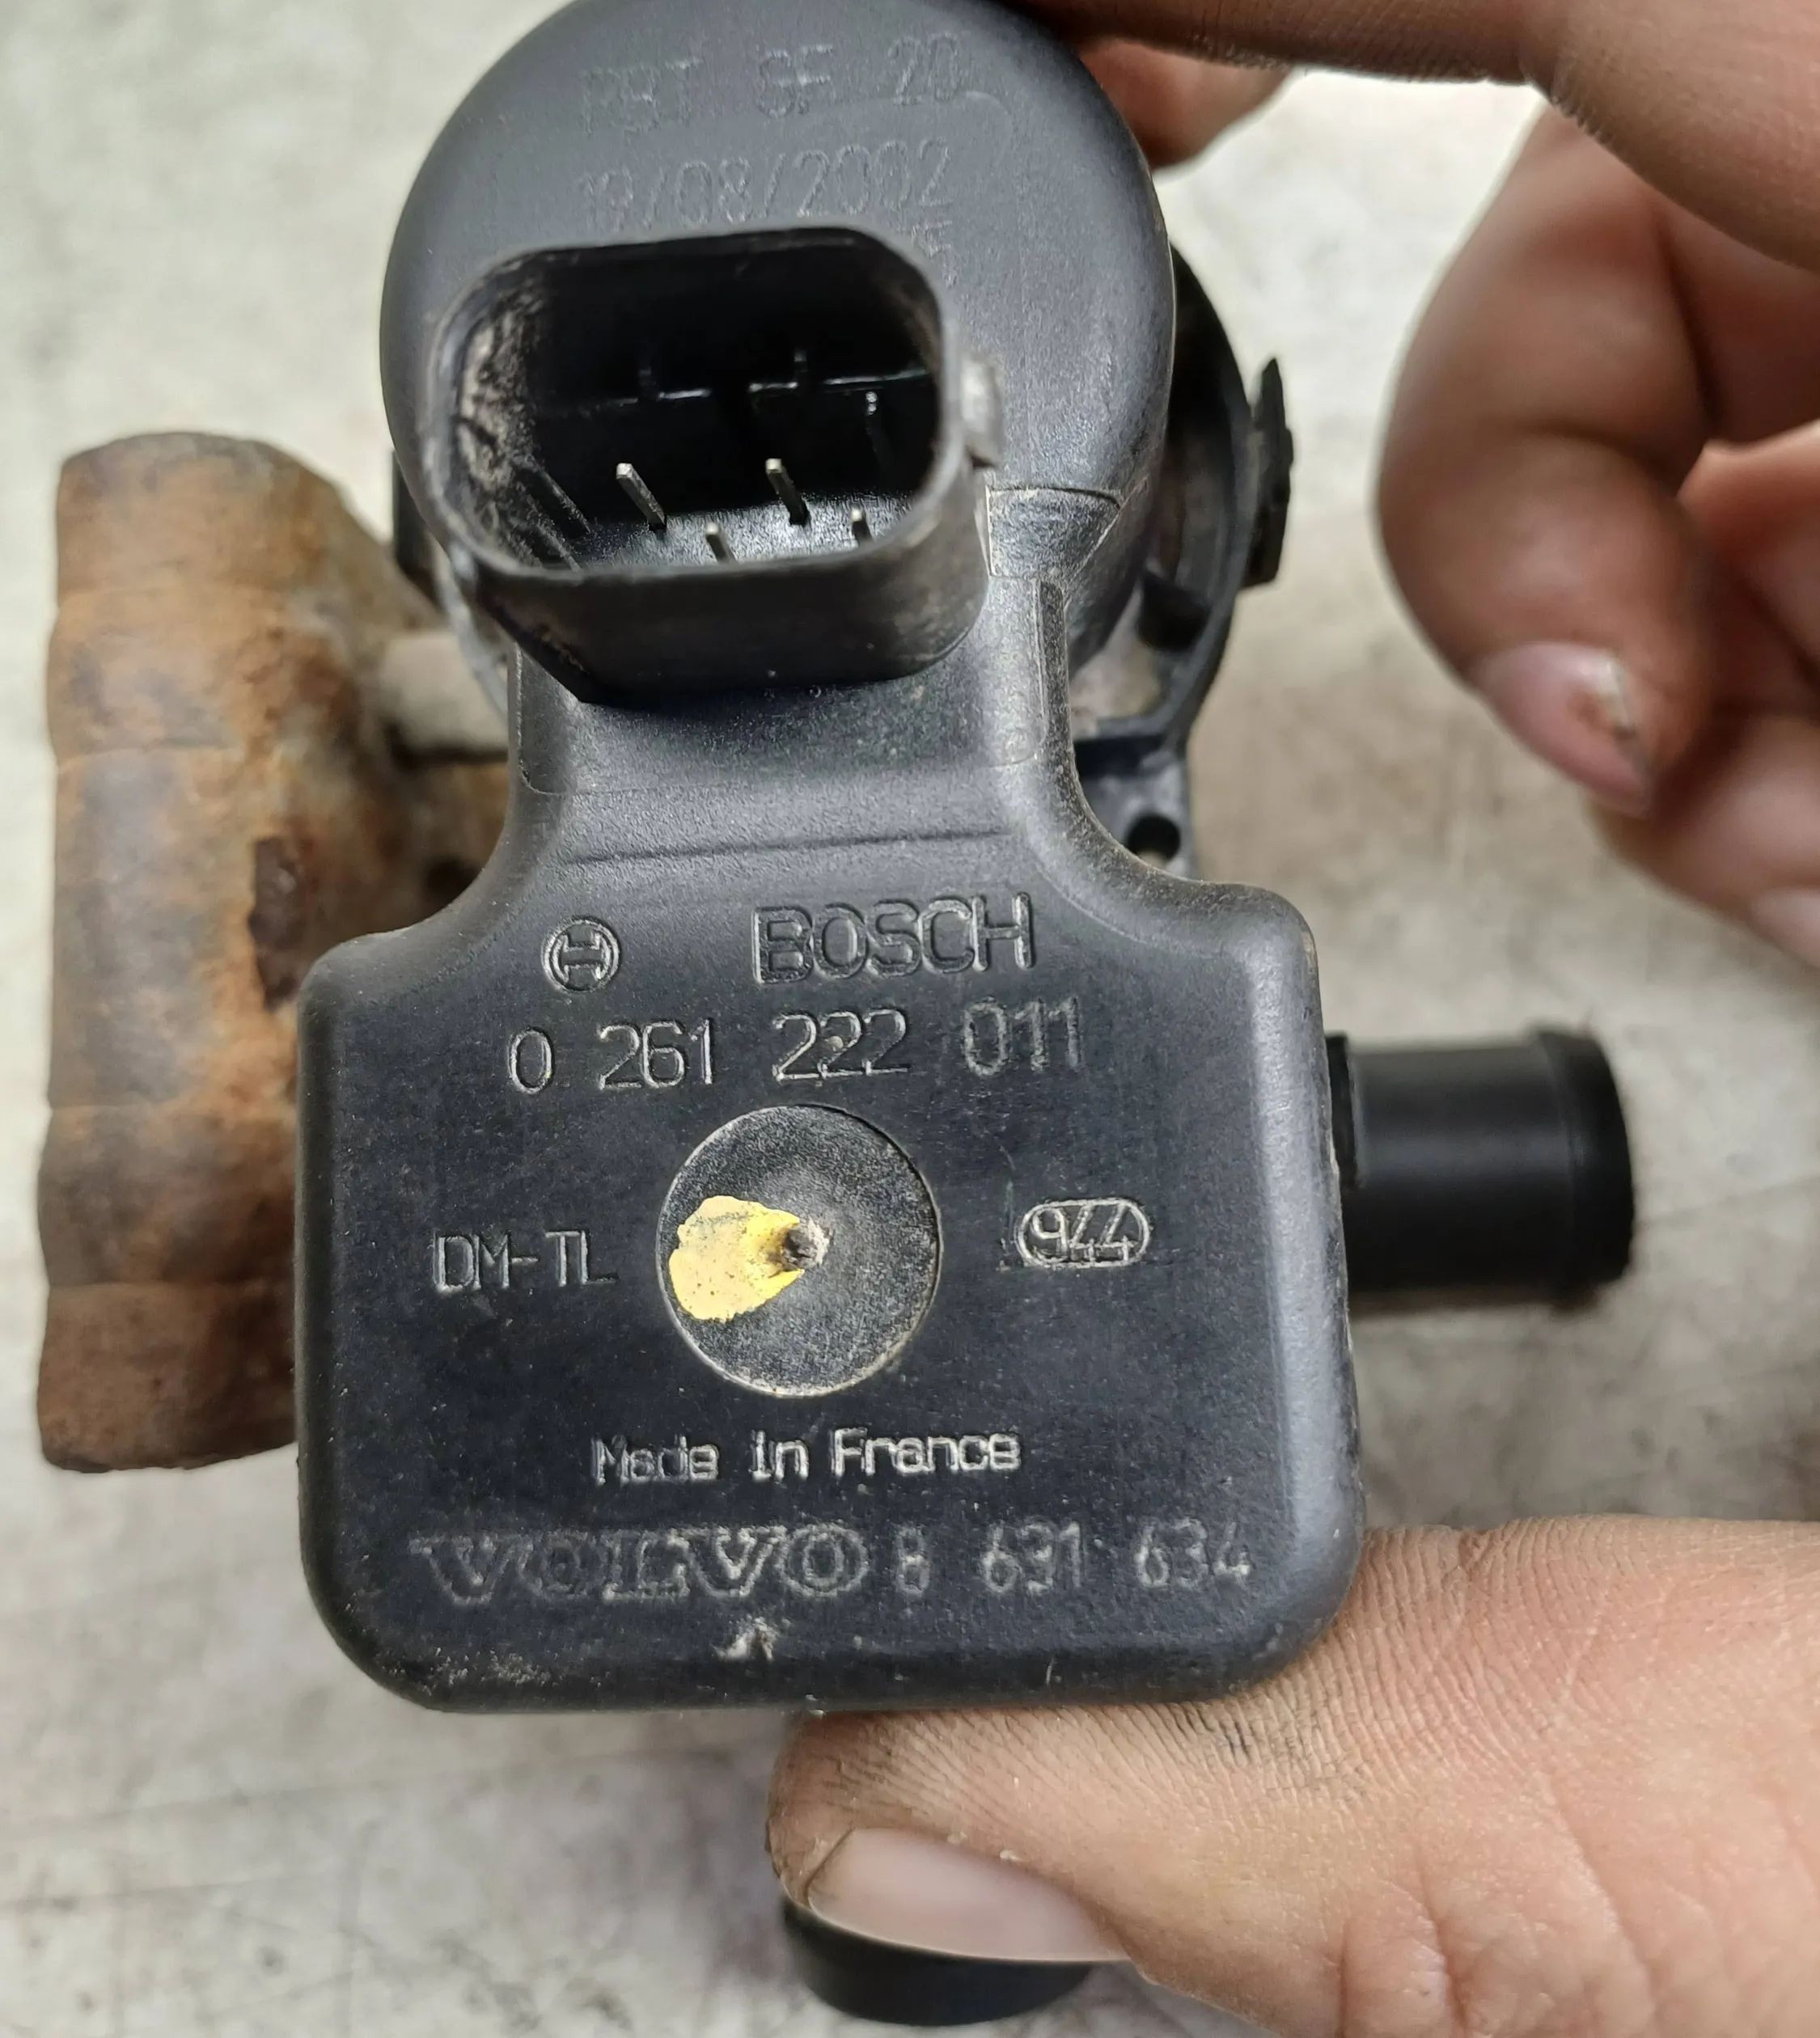 PBT GF 20
19/08/2002
BOSCH
0 261 222 011
DM-TL
944
Made in France
VOLVO 8 631 634